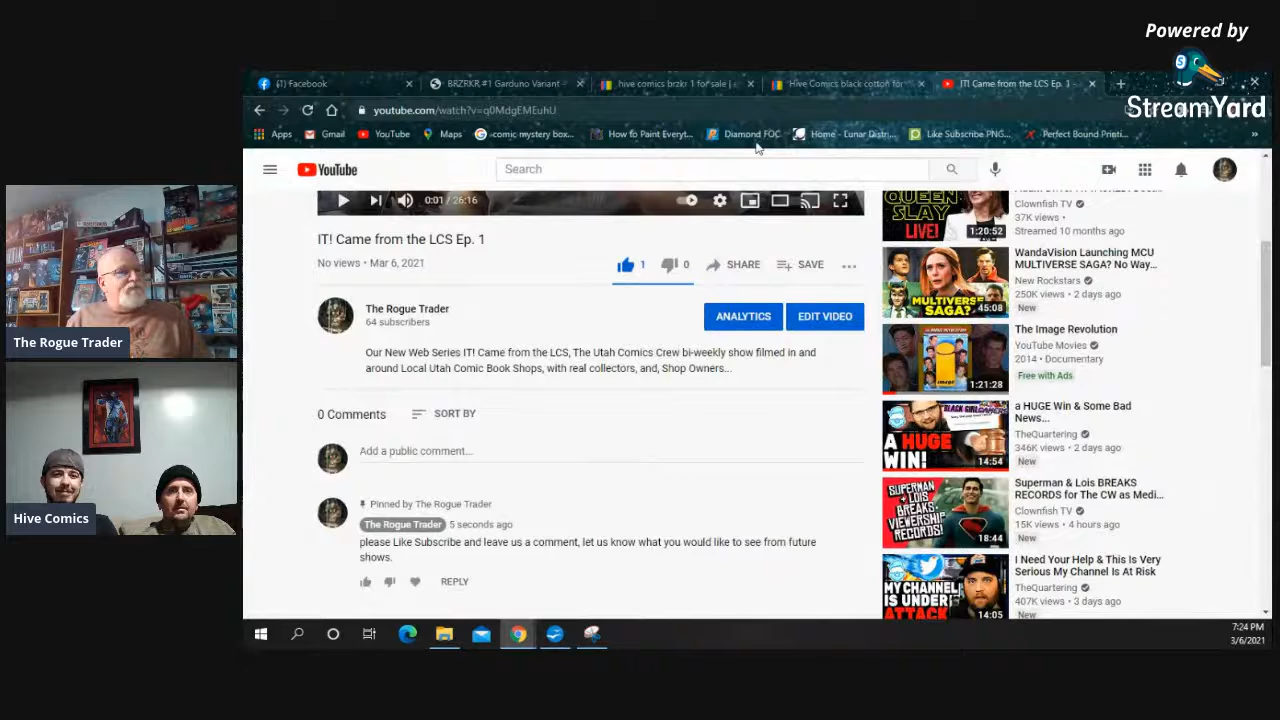 Powered by
StreamYard
(1) Facebook
BRZRKR #1 Garduno Variant -
hive comics brzkr 1 for sale |
Hive Comics black cotton for
IT! Came from the LCS Ep. 1 -
youtube.com/watch?v=q0MdgEMEuhU
Apps
Gmail
YouTube
Maps
comic mystery box...
How to Paint Everyt...
Diamond FOC
Home - Lunar Distri...
Like Subscribe PNG...
Perfect Bound Printi...
YouTube
Search
0:01 / 26:16
IT! Came from the LCS Ep. 1
No views • Mar 6, 2021
1
0
SHARE
SAVE
The Rogue Trader
64 subscribers
ANALYTICS
EDIT VIDEO
Our New Web Series IT! Came from the LCS, The Utah Comics Crew bi-weekly show filmed in and
around Local Utah Comic Book Shops, with real collectors, and, Shop Owners...
0 Comments
SORT BY
Add a public comment...
Pinned by The Rogue Trader
The Rogue Trader 5 seconds ago
please Like Subscribe and leave us a comment, let us know what you would like to see from future
shows.
REPLY
QUEEN
SLAY
LIVE!
1:20:52
Clownfish TV
37K views •
Streamed 10 months ago
MULTIVERSE
SAGA?
45:08
WandaVision Launching MCU
MULTIVERSE SAGA? No Way...
New Rockstars
250K views • 2 days ago
New
1:21:28
The Image Revolution
YouTube Movies
2014 • Documentary
Free with Ads
A HUGE
WIN!
14:54
a HUGE Win & Some Bad
News...
TheQuartering
346K views • 2 days ago
New
SUPERMAN
+ LOIS
BREAKS
VIEWERSHIP
RECORDS!
18:44
Superman & Lois BREAKS
RECORDS for The CW as Medi...
Clownfish TV
15K views • 4 hours ago
New
MY CHANNEL
IS UNDER
ATTACK
14:05
I Need Your Help & This Is Very
Serious My Channel Is At Risk
TheQuartering
407K views • 3 days ago
New
The Rogue Trader
Hive Comics
7:24 PM
3/6/2021